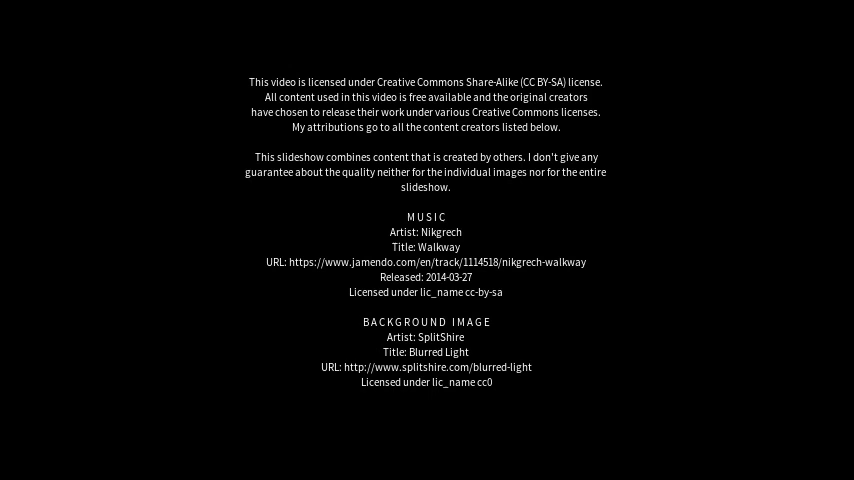 This video is licensed under Creative Commons Share-Alike (CC BY-SA) license.
All content used in this video is free available and the original creators
have chosen to release their work under various Creative Commons licenses.
My attributions go to all the content creators listed below.
This slideshow combines content that is created by others. I don't give any
guarantee about the quality neither for the individual images nor for the entire
slideshow.
M U S I C
Artist: Nikgrech
Title: Walkway
URL: https://www.jamendo.com/en/track/1114518/nikgrech-walkway
Released: 2014-03-27
Licensed under lic_name cc-by-sa
B A C K G R O U N D   I M A G E
Artist: SplitShire
Title: Blurred Light
URL: http://www.splitshire.com/blurred-light
Licensed under lic_name cc0